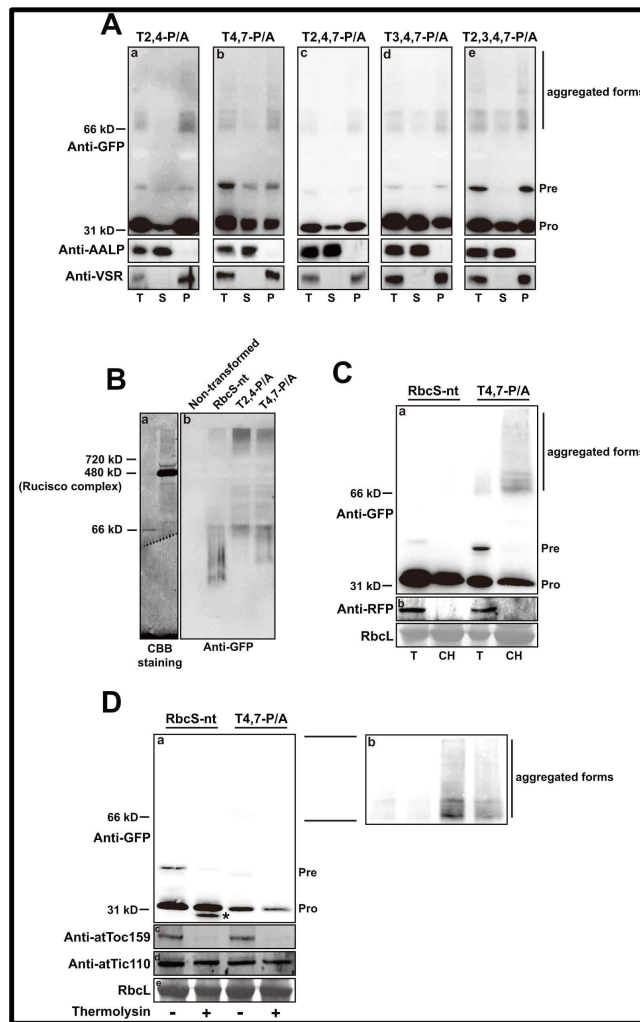 A
T2,4-P/A T4,7-P/A T2,4,7-P/A T3,4,7-P/A T2,3,4,7-P/A
a b c d e
aggregated forms
66 kD
Anti-GFP
Pre
31 kD Pro
Anti-AALP
Anti-VSR
T S P T S P T S P T S P T S P
B
Non-transformed
RbcS-nt
T2,4-P/A
T4,7-P/A
a b
720 kD
480 kD
(Rucisco complex)
66 kD
CBB
staining
Anti-GFP
C
RbcS-nt T4,7-P/A
a
aggregated forms
66 kD
Anti-GFP
Pre
31 kD Pro
Anti-RFP b
RbcL
T CH T CH
D
RbcS-nt T4,7-P/A
a b
aggregated forms
66 kD
Anti-GFP
Pre
31 kD Pro
*
Anti-atToc159 c
Anti-atTic110 d
RbcL e
Thermolysin - + - +